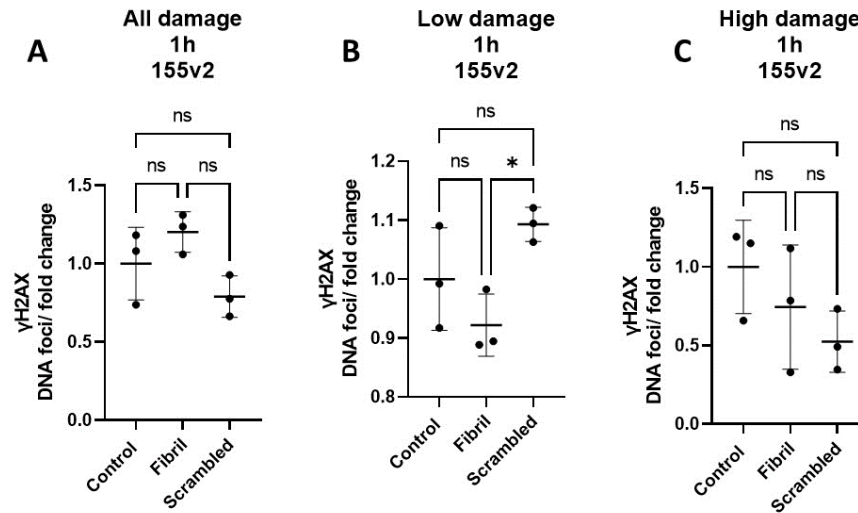 A
All damage
1h
155v2
ns
ns
ns
1.5
1.0
0.5
0.0
γH2AX
DNA foci/ fold change
Control
Fibril
Scrambled
B
Low damage
1h
155v2
ns
ns
*
1.2
1.1
1.0
0.9
0.8
γH2AX
DNA foci/ fold change
Control
Fibril
Scrambled
C
High damage
1h
155v2
ns
ns
ns
1.5
1.0
0.5
0.0
γH2AX
DNA foci/ fold change
Control
Fibril
Scrambled